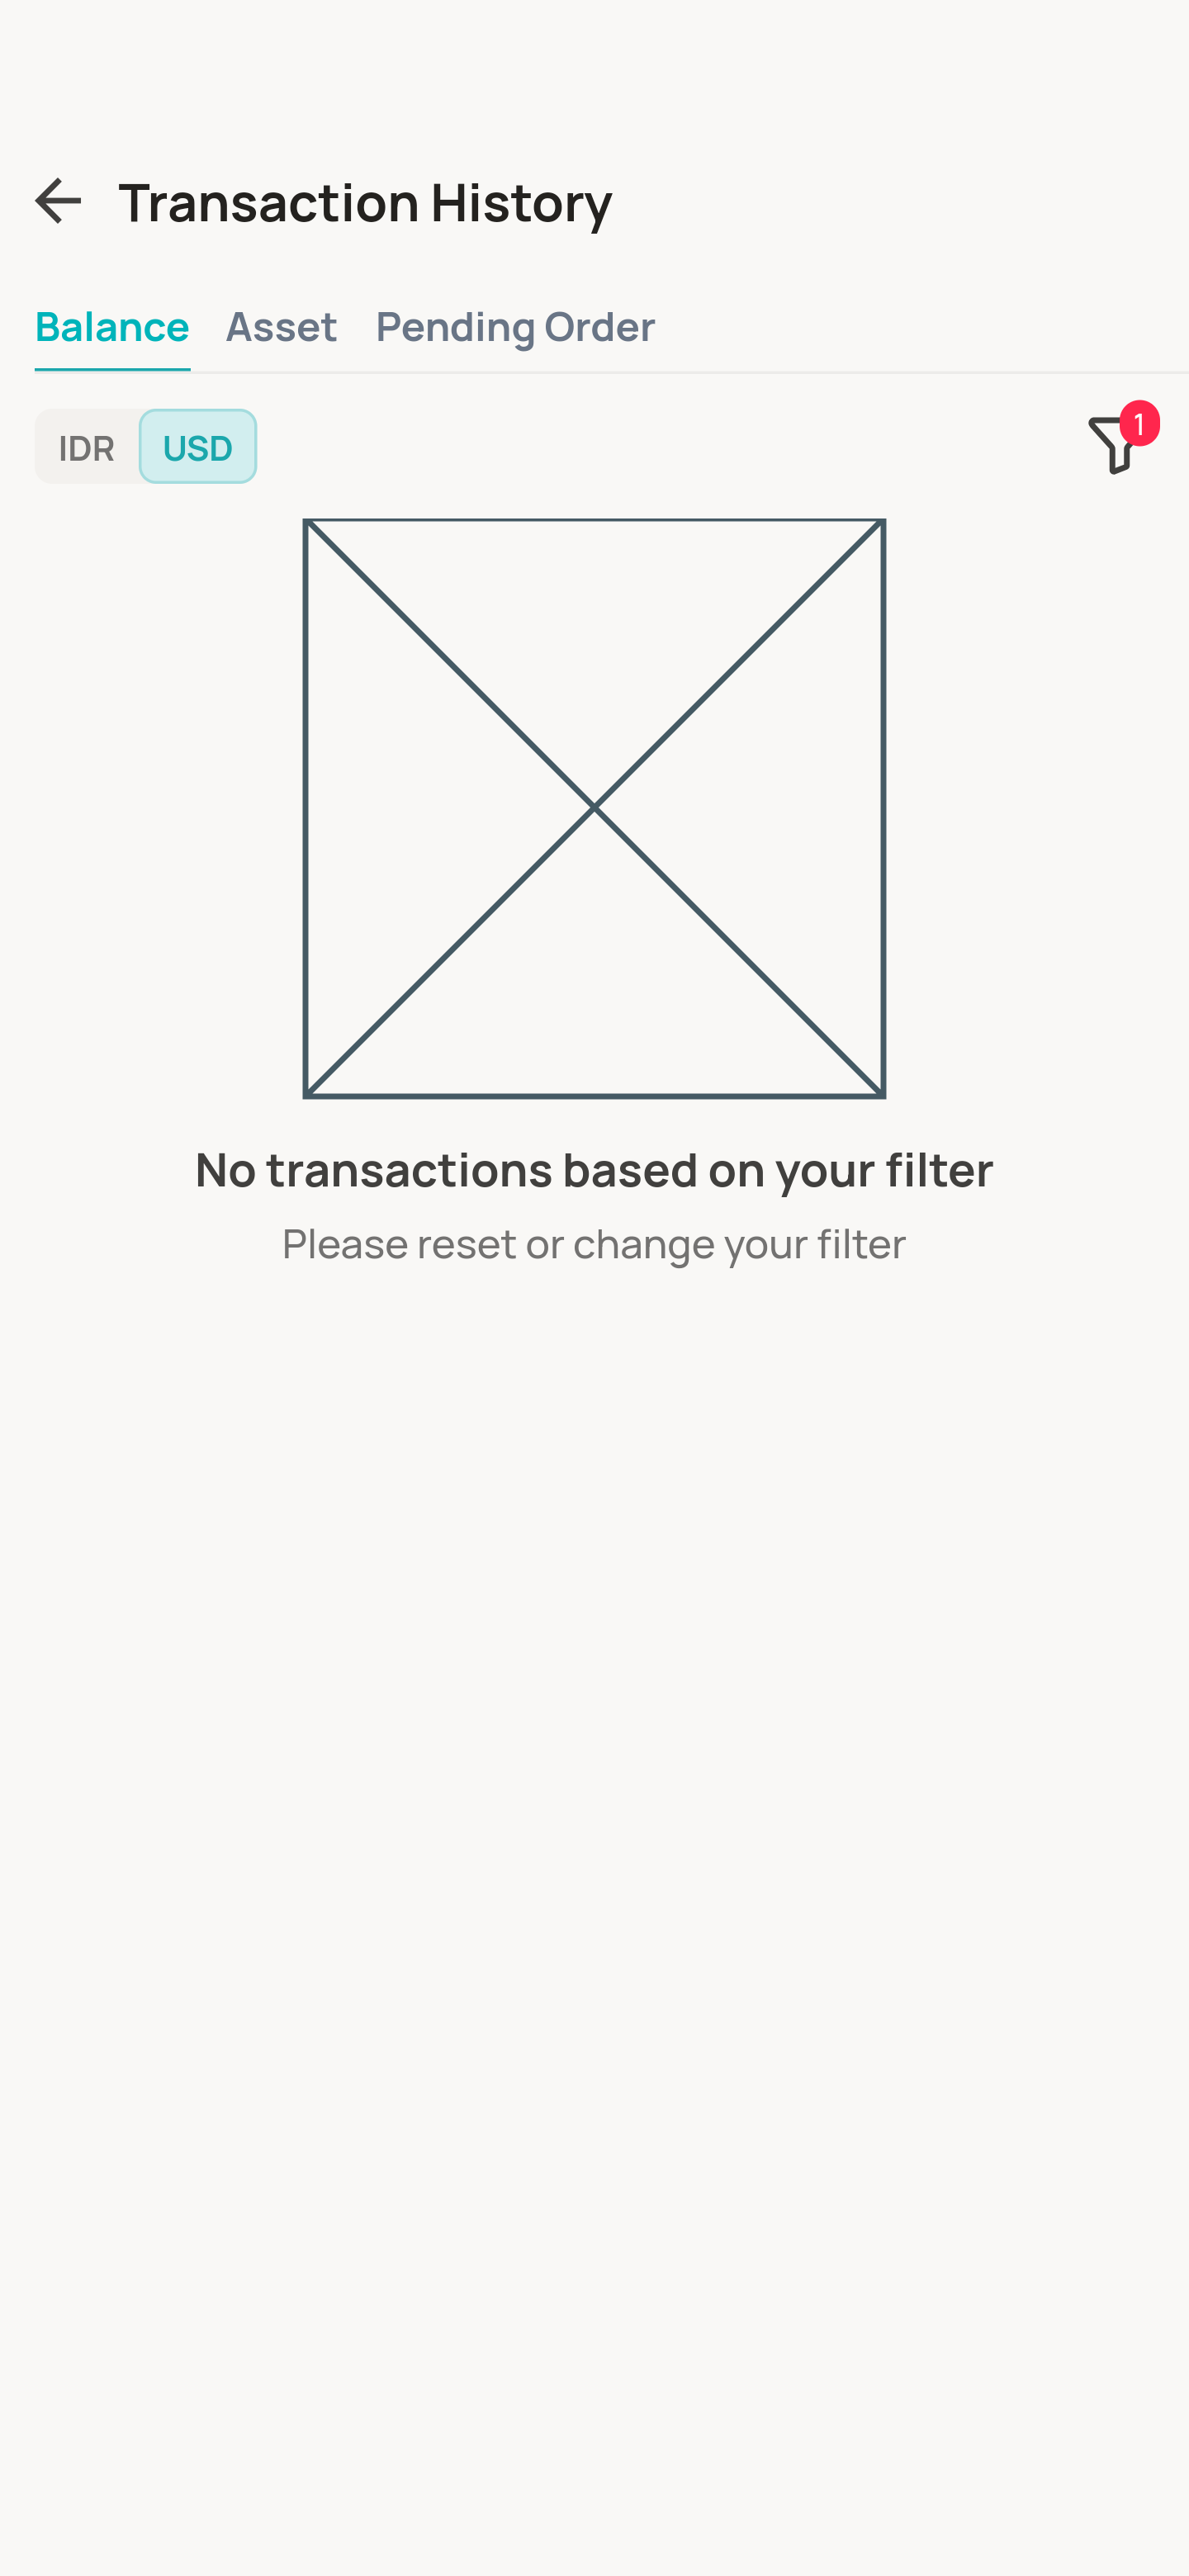 Transaction History
Balance Asset Pending Order
IDR USD 1
No transactions based on your filter
Please reset or change your filter